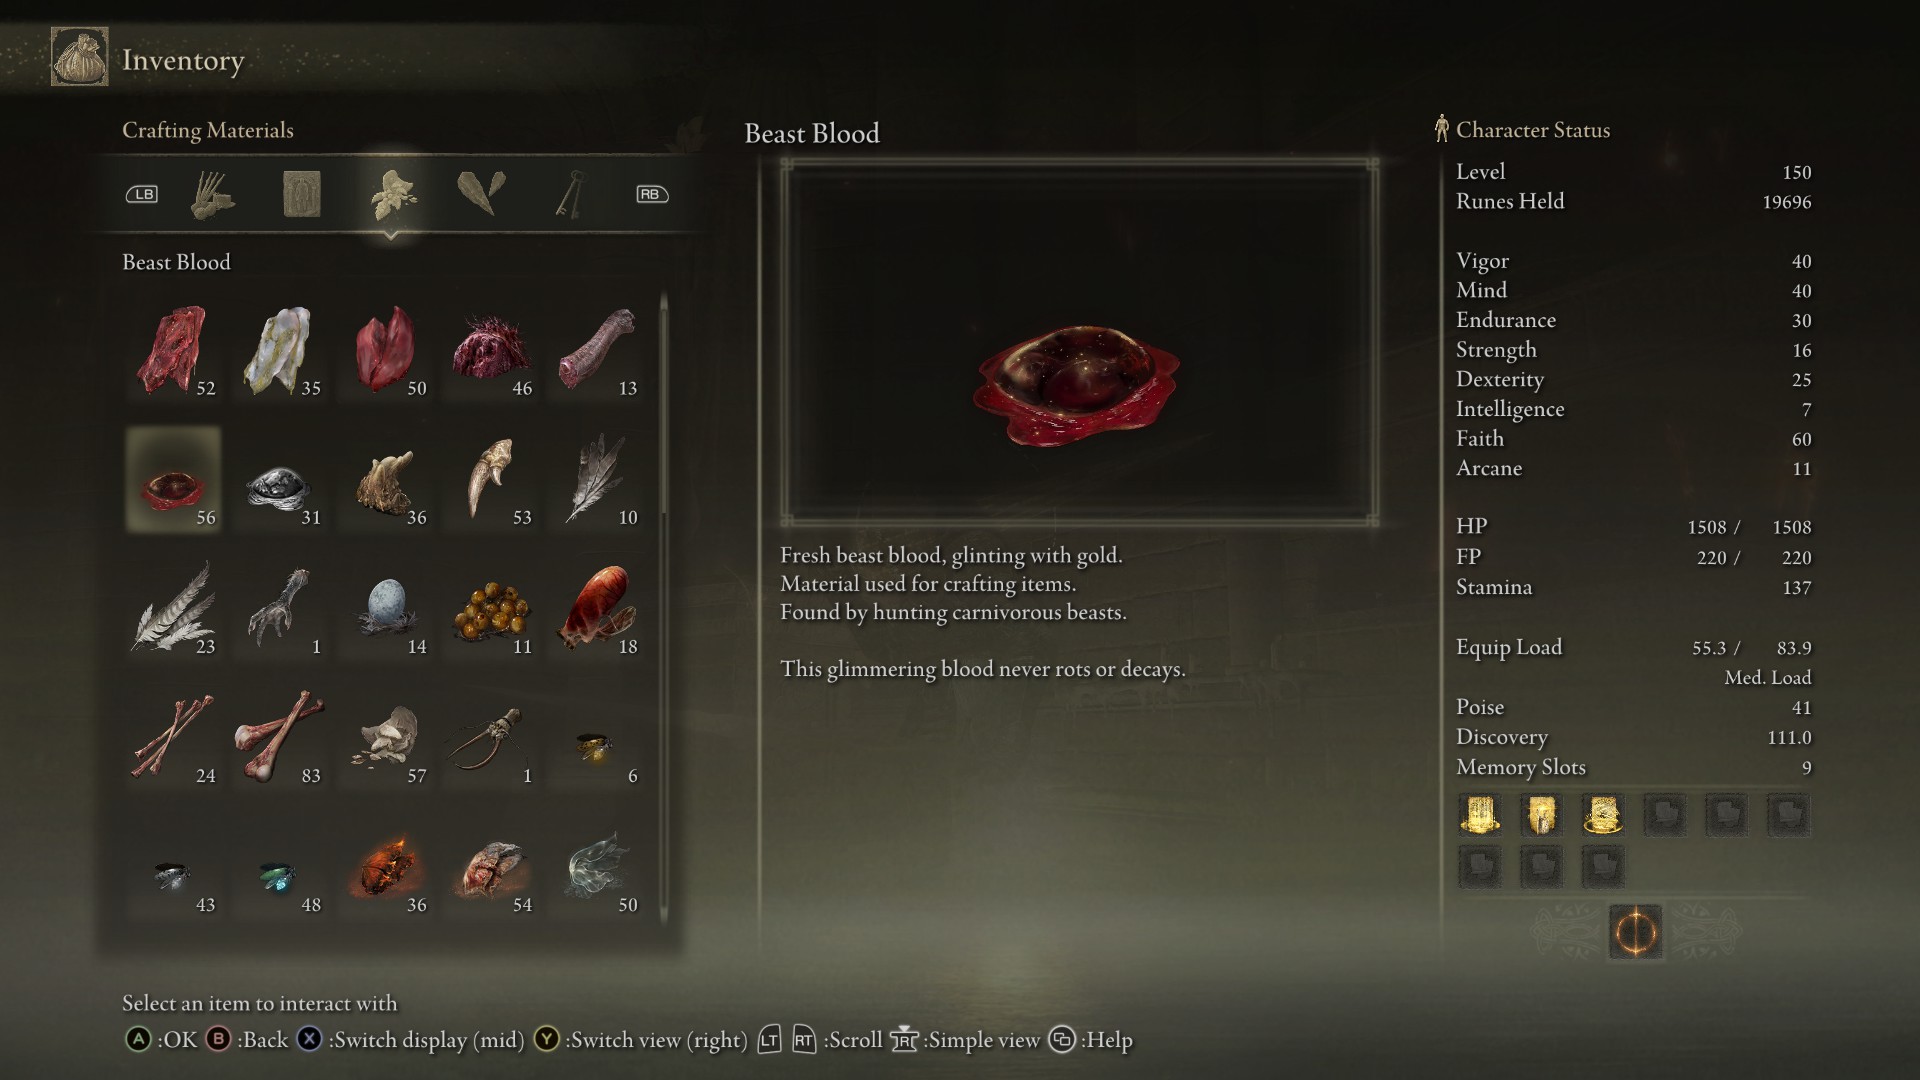 Inventory
Crafting Materials
LB
RB
Beast Blood
52
35
50
46
13
56
31
36
53
10
23
1
14
11
18
24
83
57
1
6
43
48
36
54
50
Beast Blood
Fresh beast blood, glinting with gold.
Material used for crafting items.
Found by hunting carnivorous beasts.
This glimmering blood never rots or decays.
Character Status
Level 150
Runes Held 19696
Vigor 40
Mind 40
Endurance 30
Strength 16
Dexterity 25
Intelligence 7
Faith 60
Arcane 11
HP 1508 / 1508
FP 220 / 220
Stamina 137
Equip Load 55.3 / 83.9
Med. Load
Poise 41
Discovery 111.0
Memory Slots 9
Select an item to interact with
A :OK B :Back X :Switch display (mid) Y :Switch view (right) LT RT :Scroll R :Simple view :Help